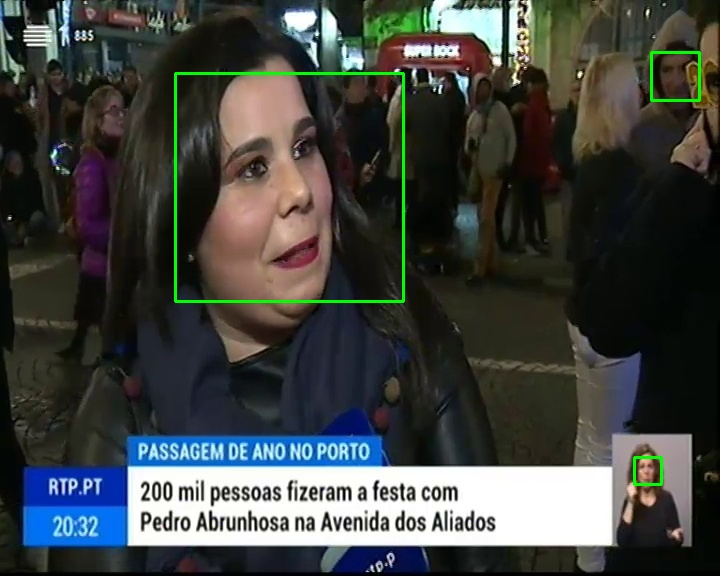 885
SUPER BOCK
PASSAGEM DE ANO NO PORTO
RTP.PT
200 mil pessoas fizeram a festa com
20:32
Pedro Abrunhosa na Avenida dos Aliados
rtp.p